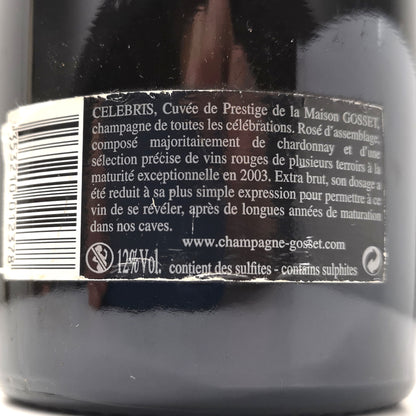 CELEBRIS, Cuvée de Prestige de la Maison GOSSET,
champagne de toutes les célébrations. Rosé d'assemblage,
composé majoritairement de chardonnay et d'une
sélection précise de vins rouges de plusieurs terroirs à la
maturité exceptionnelle en 2003. Extra brut, son dosage a
été reduit à sa plus simple expression pour permettre à ce
vin de se révéler, après de longues années de maturation
dans nos caves.
www.champagne-gosset.com
12%Vol. contient des sulfites - contains sulphites